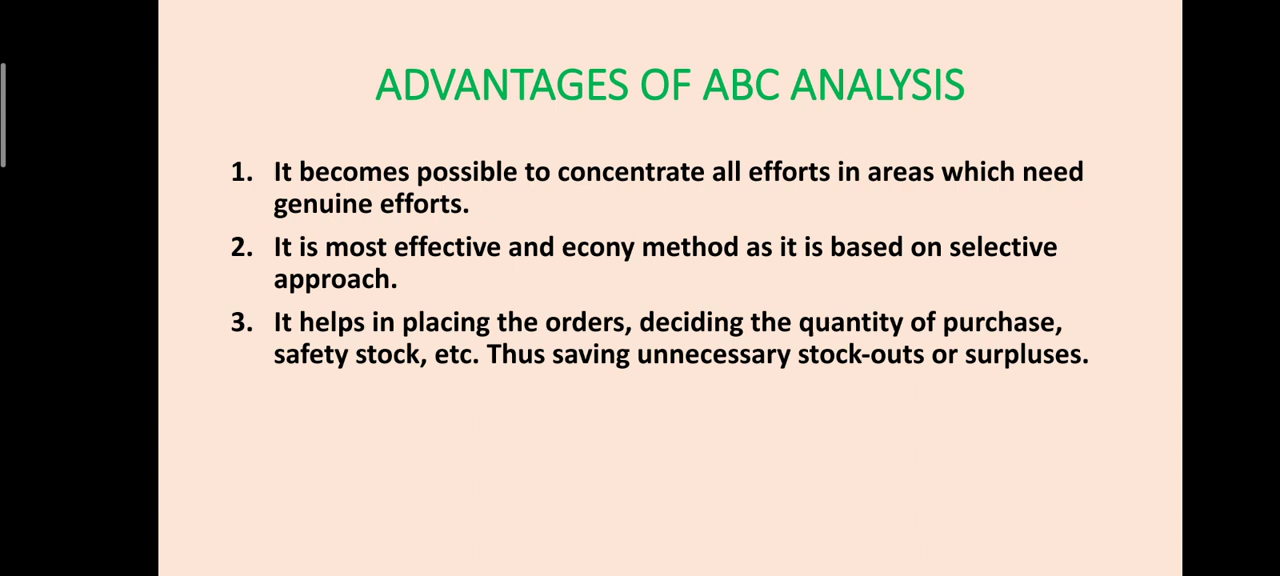 ADVANTAGES OF ABC ANALYSIS
1. It becomes possible to concentrate all efforts in areas which need
genuine efforts.
2. It is most effective and econy method as it is based on selective
approach.
3. It helps in placing the orders, deciding the quantity of purchase,
safety stock, etc. Thus saving unnecessary stock-outs or surpluses.